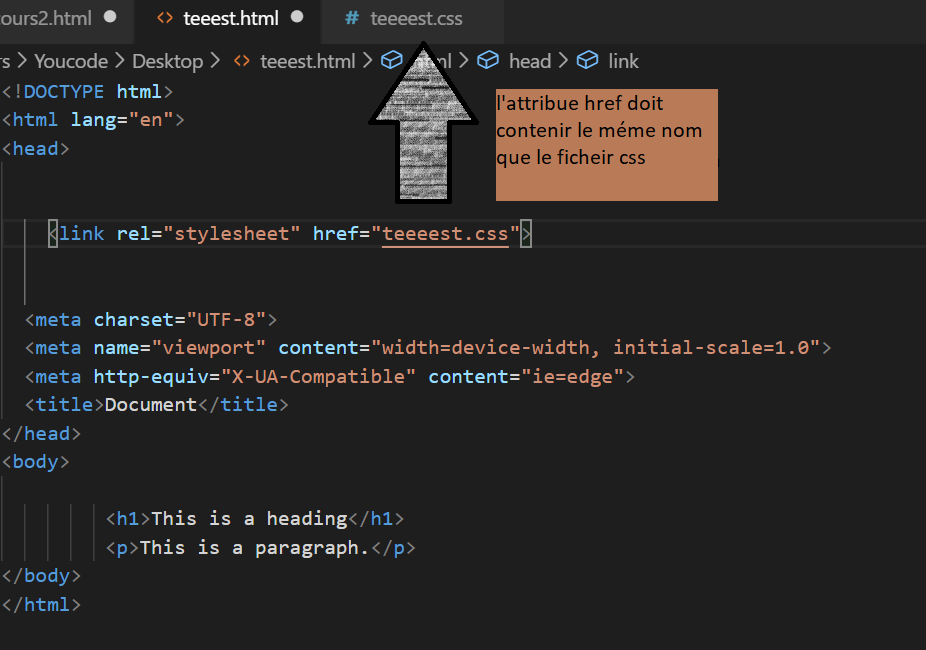 ours2.html teeest.html # teeeest.css
rs > Youcode > Desktop > teeest.html > ml > head > link
<!DOCTYPE html>
<html lang="en">
<head>
l'attribue href doit
contenir le méme nom
que le ficheir css
<link rel="stylesheet" href="teeeest.css">
<meta charset="UTF-8">
<meta name="viewport" content="width=device-width, initial-scale=1.0">
<meta http-equiv="X-UA-Compatible" content="ie=edge">
<title>Document</title>
</head>
<body>
<h1>This is a heading</h1>
<p>This is a paragraph.</p>
</body>
</html>